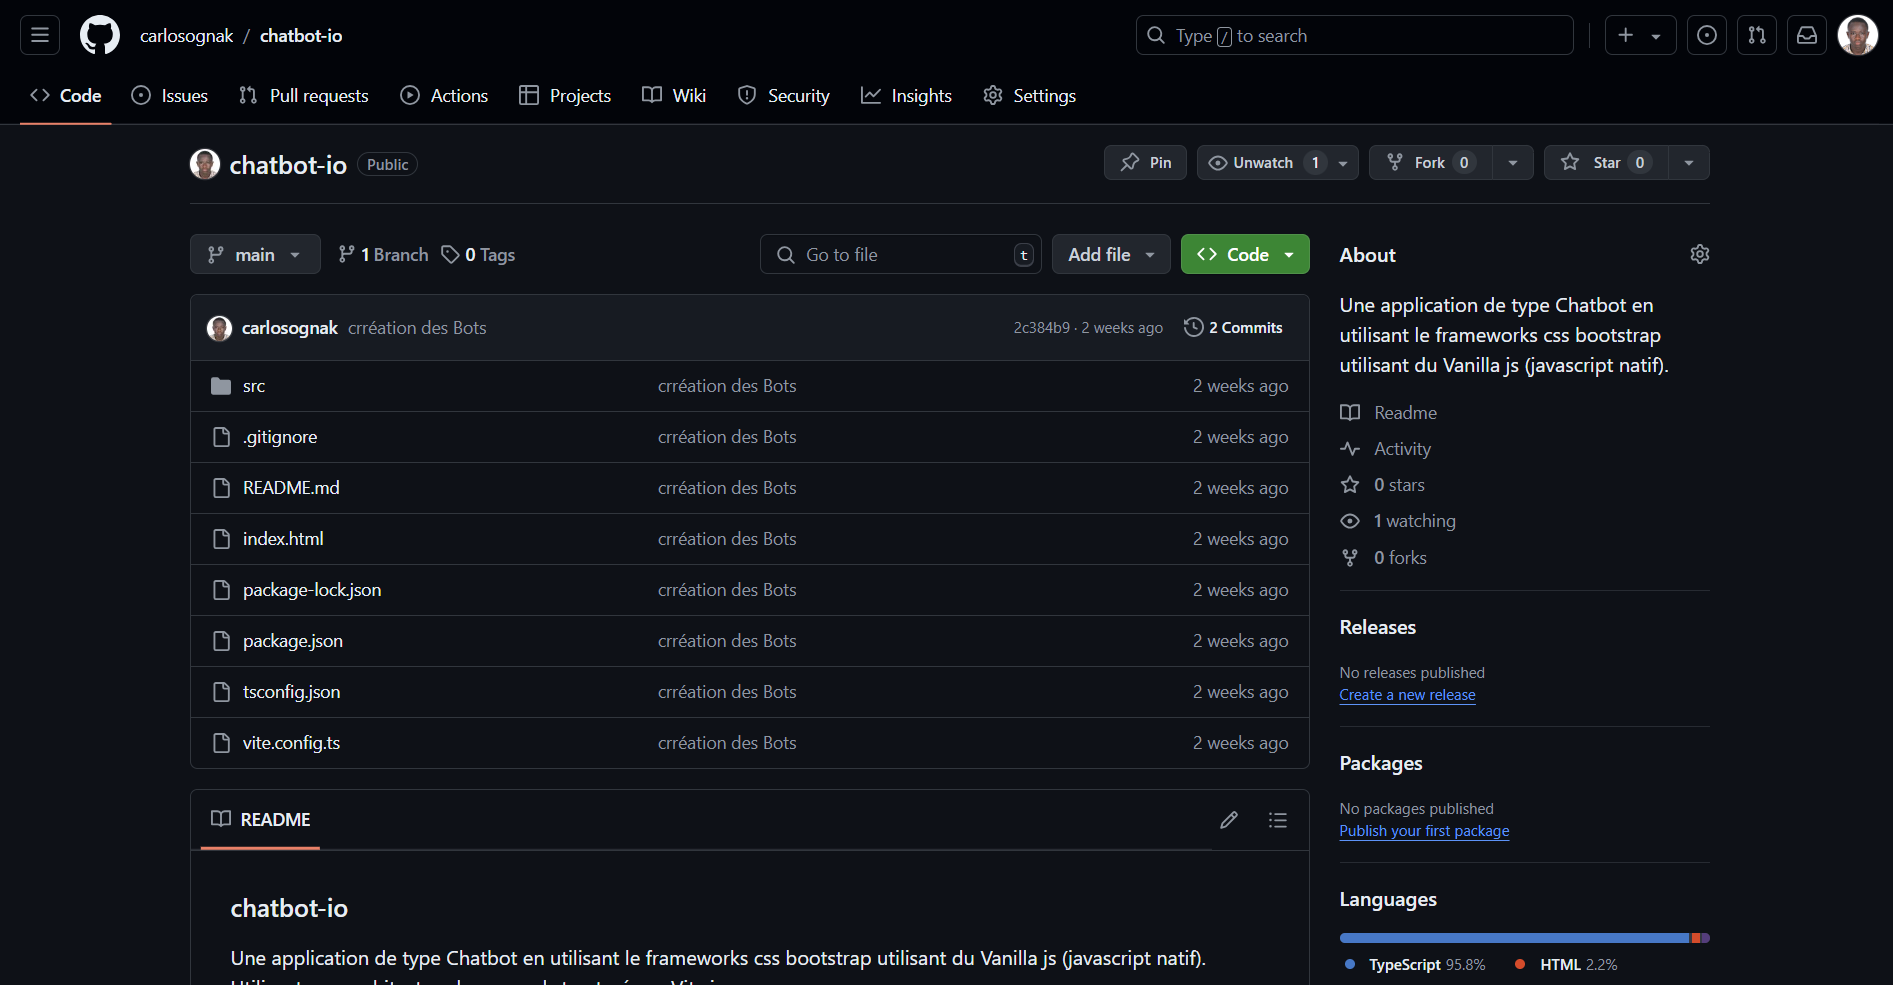 carlosognak / chatbot-io
Type / to search
Code Issues Pull requests Actions Projects Wiki Security Insights Settings
chatbot-io Public
Pin Unwatch 1 Fork 0 Star 0
main 1 Branch 0 Tags
Go to file t Add file Code
carlosognak crréation des Bots 2c384b9 · 2 weeks ago 2 Commits
src crréation des Bots 2 weeks ago
.gitignore crréation des Bots 2 weeks ago
README.md crréation des Bots 2 weeks ago
index.html crréation des Bots 2 weeks ago
package-lock.json crréation des Bots 2 weeks ago
package.json crréation des Bots 2 weeks ago
tsconfig.json crréation des Bots 2 weeks ago
vite.config.ts crréation des Bots 2 weeks ago
README
chatbot-io
Une application de type Chatbot en utilisant le frameworks css bootstrap utilisant du Vanilla js (javascript natif).
About
Une application de type Chatbot en
utilisant le frameworks css bootstrap
utilisant du Vanilla js (javascript natif).
Readme
Activity
0 stars
1 watching
0 forks
Releases
No releases published
Create a new release
Packages
No packages published
Publish your first package
Languages
TypeScript 95.8% HTML 2.2%